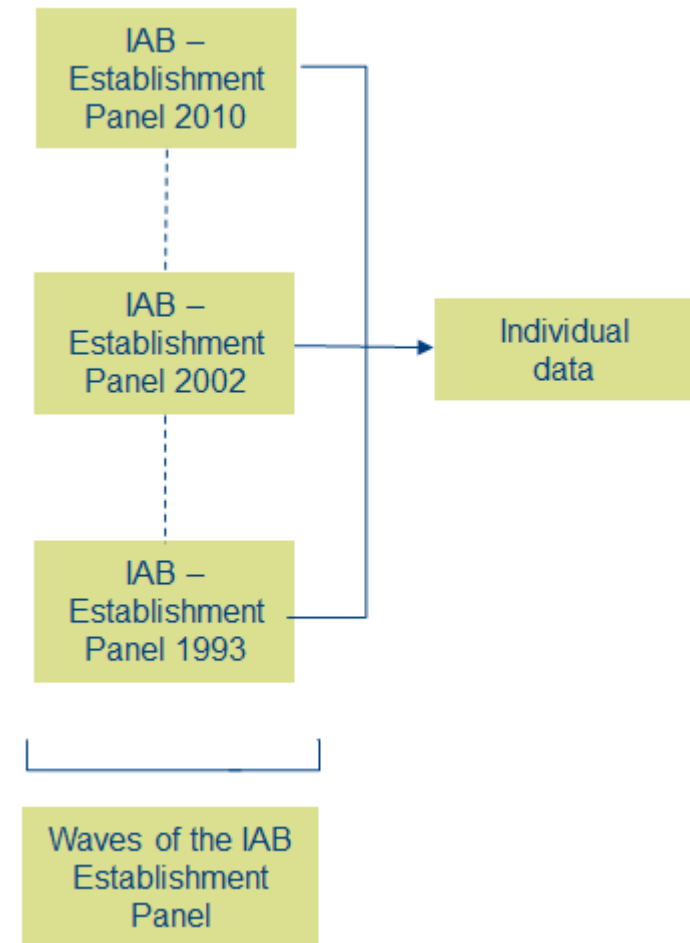 IAB –
Establishment
Panel 2010
IAB –
Establishment
Panel 2002
Individual
data
IAB –
Establishment
Panel 1993
Waves of the IAB
Establishment
Panel